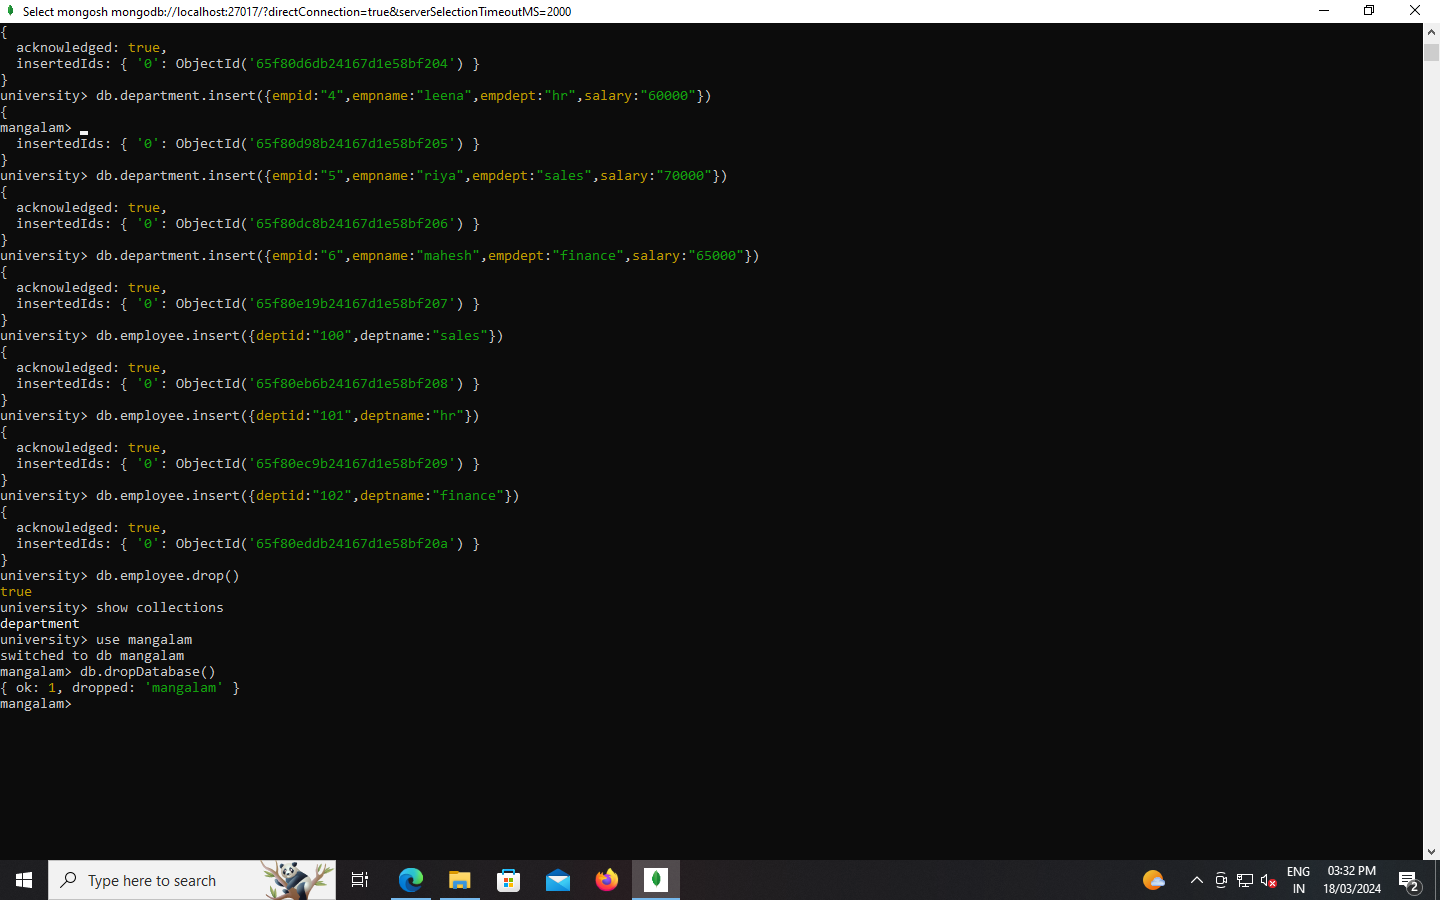 Select mongosh mongodb://localhost:27017/?directConnection=true&serverSelectionTimeoutMS=2000
{
  acknowledged: true,
  insertedIds: { '0': ObjectId('65f80d6db24167d1e58bf204') }
}
university> db.department.insert({empid:"4",empname:"leena",empdept:"hr",salary:"60000"})
{
mangalam>
  insertedIds: { '0': ObjectId('65f80d98b24167d1e58bf205') }
}
university> db.department.insert({empid:"5",empname:"riya",empdept:"sales",salary:"70000"})
{
  acknowledged: true,
  insertedIds: { '0': ObjectId('65f80dc8b24167d1e58bf206') }
}
university> db.department.insert({empid:"6",empname:"mahesh",empdept:"finance",salary:"65000"})
{
  acknowledged: true,
  insertedIds: { '0': ObjectId('65f80e19b24167d1e58bf207') }
}
university> db.employee.insert({deptid:"100",deptname:"sales"})
{
  acknowledged: true,
  insertedIds: { '0': ObjectId('65f80eb6b24167d1e58bf208') }
}
university> db.employee.insert({deptid:"101",deptname:"hr"})
{
  acknowledged: true,
  insertedIds: { '0': ObjectId('65f80ec9b24167d1e58bf209') }
}
university> db.employee.insert({deptid:"102",deptname:"finance"})
{
  acknowledged: true,
  insertedIds: { '0': ObjectId('65f80eddb24167d1e58bf20a') }
}
university> db.employee.drop()
true
university> show collections
department
university> use mangalam
switched to db mangalam
mangalam> db.dropDatabase()
{ ok: 1, dropped: 'mangalam' }
mangalam>
Type here to search
ENG
IN
03:32 PM
18/03/2024
2